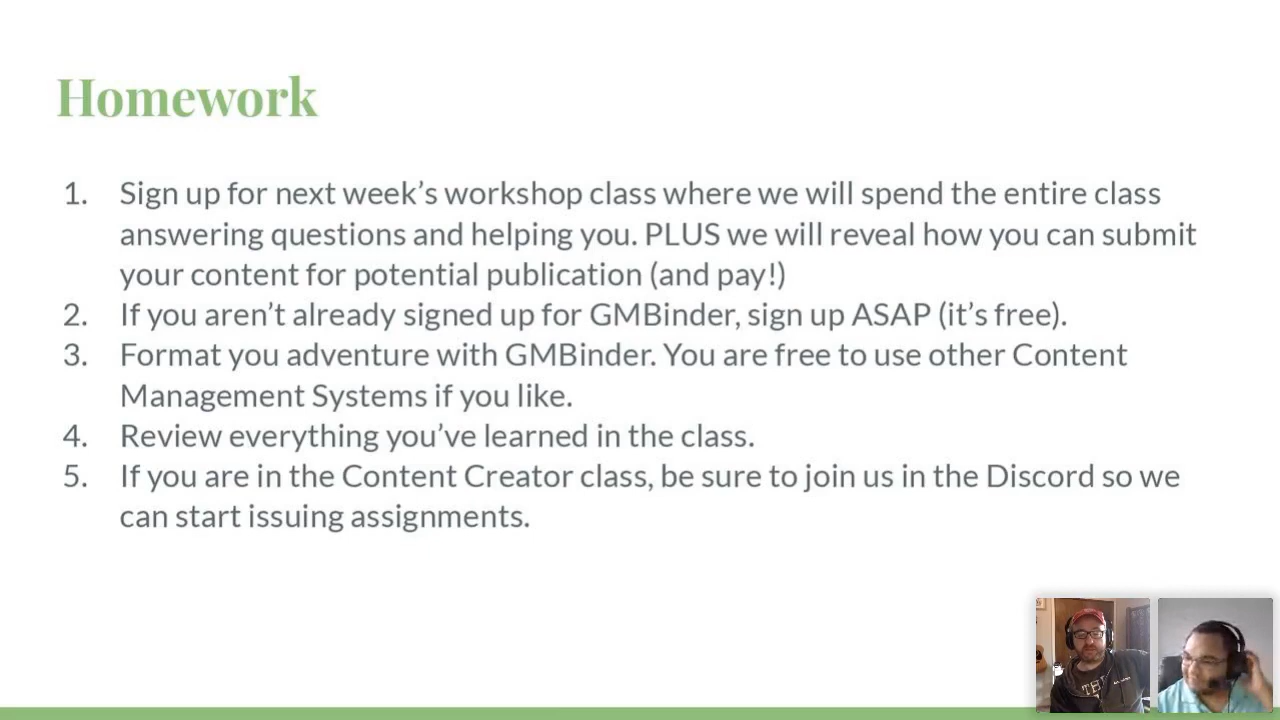 Homework
1. Sign up for next week’s workshop class where we will spend the entire class
answering questions and helping you. PLUS we will reveal how you can submit
your content for potential publication (and pay!)
2. If you aren’t already signed up for GMBinder, sign up ASAP (it’s free).
3. Format you adventure with GMBinder. You are free to use other Content
Management Systems if you like.
4. Review everything you’ve learned in the class.
5. If you are in the Content Creator class, be sure to join us in the Discord so we
can start issuing assignments.